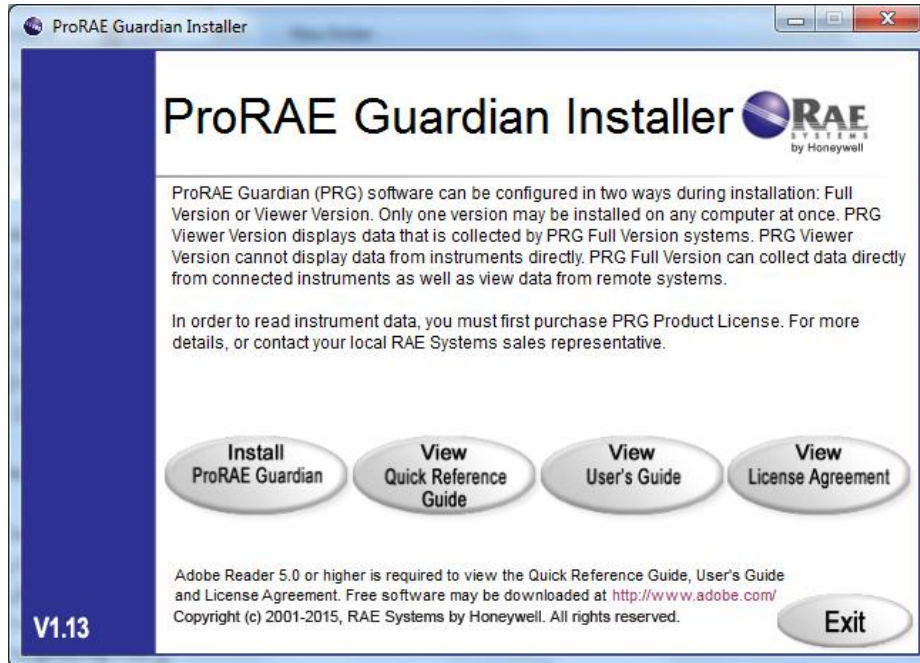 ProRAE Guardian Installer
ProRAE Guardian Installer
RAE
SYSTEMS
by Honeywell
ProRAE Guardian (PRG) software can be configured in two ways during installation: Full
Version or Viewer Version. Only one version may be installed on any computer at once. PRG
Viewer Version displays data that is collected by PRG Full Version systems. PRG Viewer
Version cannot display data from instruments directly. PRG Full Version can collect data directly
from connected instruments as well as view data from remote systems.
In order to read instrument data, you must first purchase PRG Product License. For more
details, or contact your local RAE Systems sales representative.
Install
ProRAE Guardian
View
Quick Reference
Guide
View
User's Guide
View
License Agreement
Adobe Reader 5.0 or higher is required to view the Quick Reference Guide, User's Guide
and License Agreement. Free software may be downloaded at http://www.adobe.com/
Copyright (c) 2001-2015, RAE Systems by Honeywell. All rights reserved.
V1.13
Exit